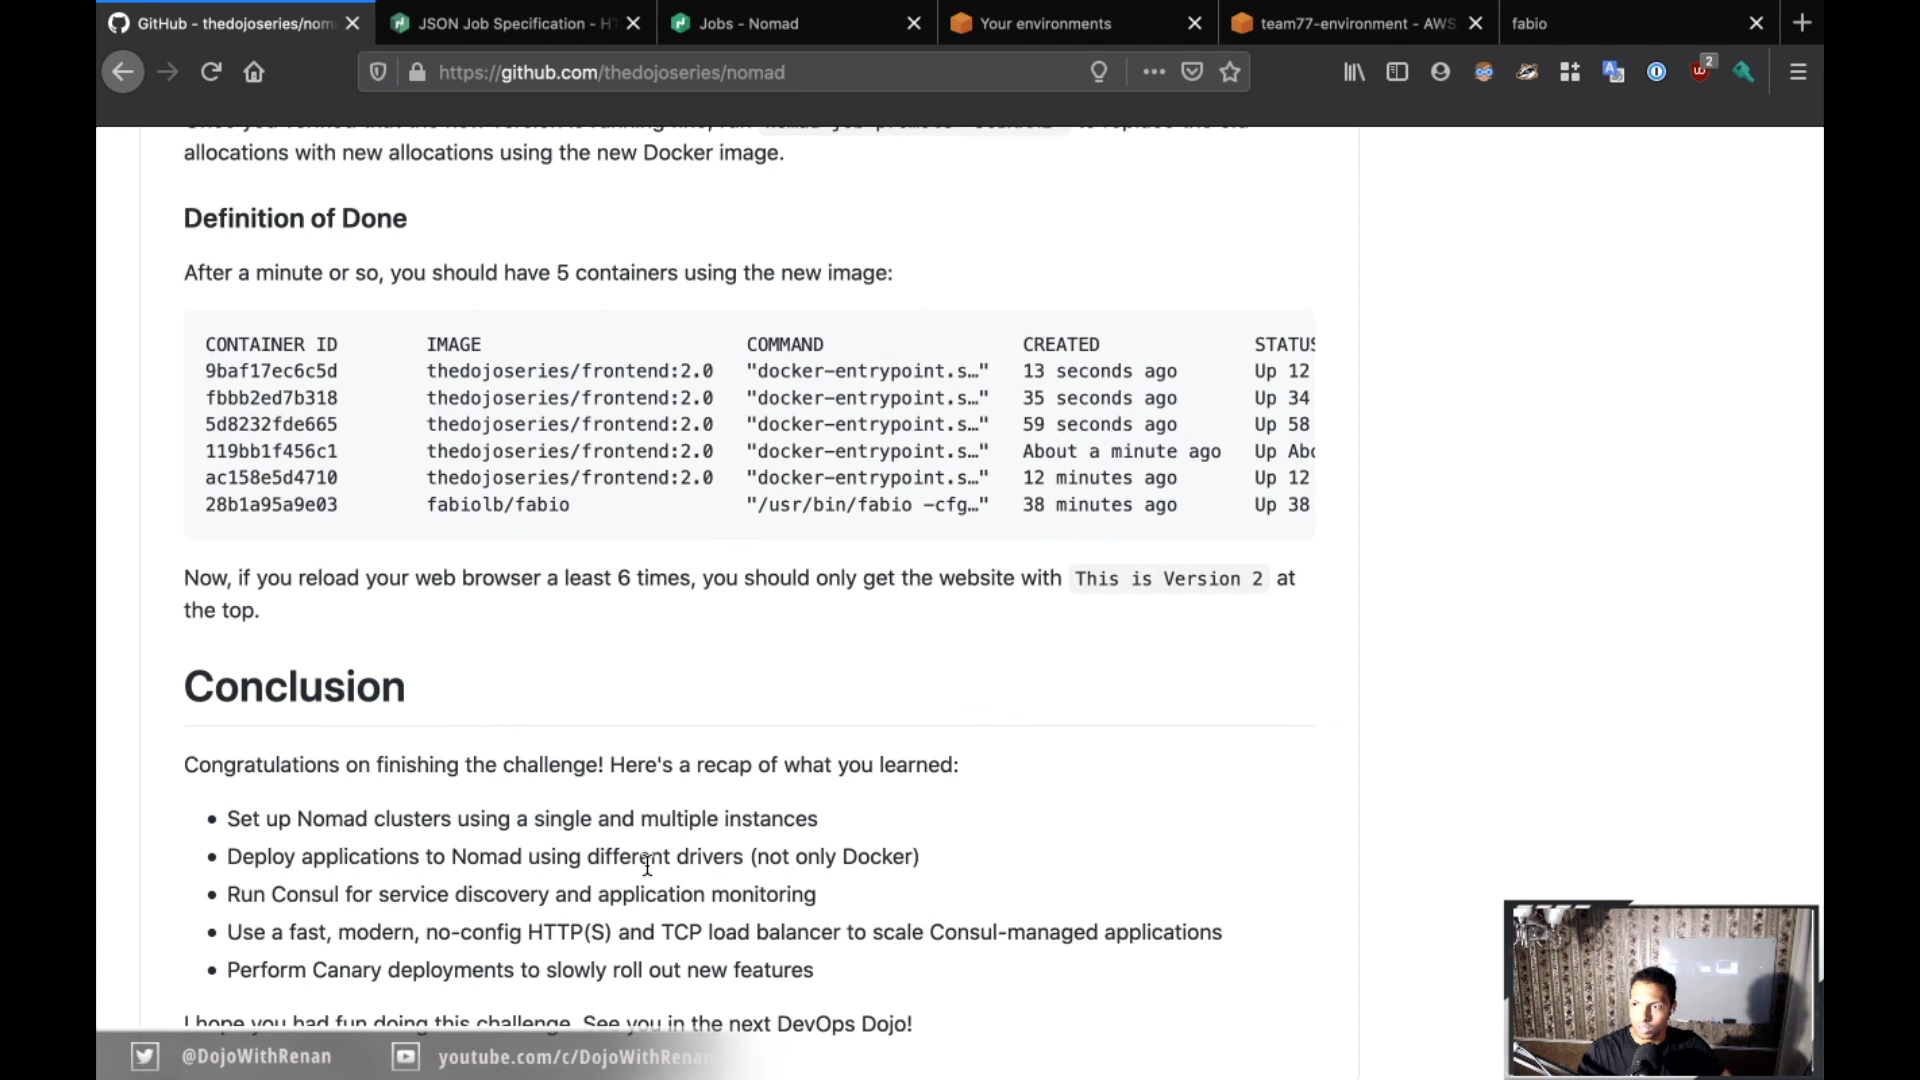 GitHub - thedojoseries/nom
JSON Job Specification - H
Jobs - Nomad
Your environments
team77-environment - AWS
fabio
https://github.com/thedojoseries/nomad
2
allocations with new allocations using the new Docker image.
Definition of Done
After a minute or so, you should have 5 containers using the new image:
CONTAINER ID IMAGE COMMAND CREATED STATUS
9baf17ec6c5d thedojoseries/frontend:2.0 "docker-entrypoint.s…" 13 seconds ago Up 12
fbbb2ed7b318 thedojoseries/frontend:2.0 "docker-entrypoint.s…" 35 seconds ago Up 34
5d8232fde665 thedojoseries/frontend:2.0 "docker-entrypoint.s…" 59 seconds ago Up 58
119bb1f456c1 thedojoseries/frontend:2.0 "docker-entrypoint.s…" About a minute ago Up Abo
ac158e5d4710 thedojoseries/frontend:2.0 "docker-entrypoint.s…" 12 minutes ago Up 12
28b1a95a9e03 fabiolb/fabio "/usr/bin/fabio -cfg…" 38 minutes ago Up 38
Now, if you reload your web browser a least 6 times, you should only get the website with This is Version 2 at
the top.
Conclusion
Congratulations on finishing the challenge! Here's a recap of what you learned:
• Set up Nomad clusters using a single and multiple instances
• Deploy applications to Nomad using different drivers (not only Docker)
• Run Consul for service discovery and application monitoring
• Use a fast, modern, no-config HTTP(S) and TCP load balancer to scale Consul-managed applications
• Perform Canary deployments to slowly roll out new features
I hope you had fun doing this challenge. See you in the next DevOps Dojo!
@DojoWithRenan
youtube.com/c/DojoWithRenan